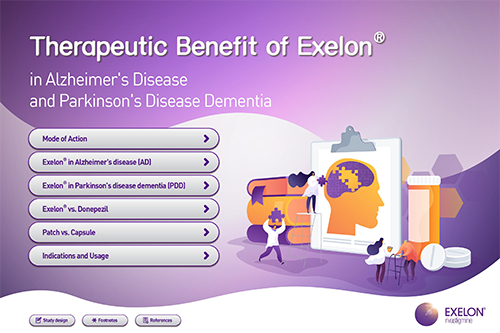 Therapeutic Benefit of Exelon®
in Alzheimer's Disease
and Parkinson's Disease Dementia
Mode of Action
Exelon® in Alzheimer's disease (AD)
Exelon® in Parkinson's disease dementia (PDD)
Exelon® vs. Donepezil
Patch vs. Capsule
Indications and Usage
Study design
Footnotes
References
EXELON®
rivastigmine